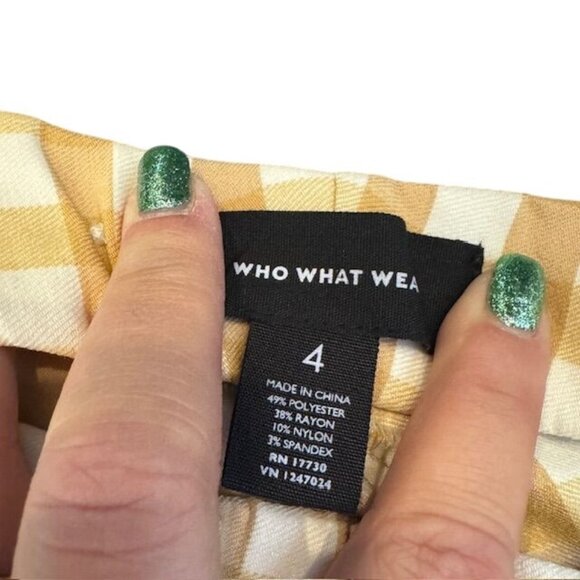 WHO WHAT WEA
4
MADE IN CHINA
49% POLYESTER
38% RAYON
10% NYLON
3% SPANDEX
RN 17730
VN 1247024